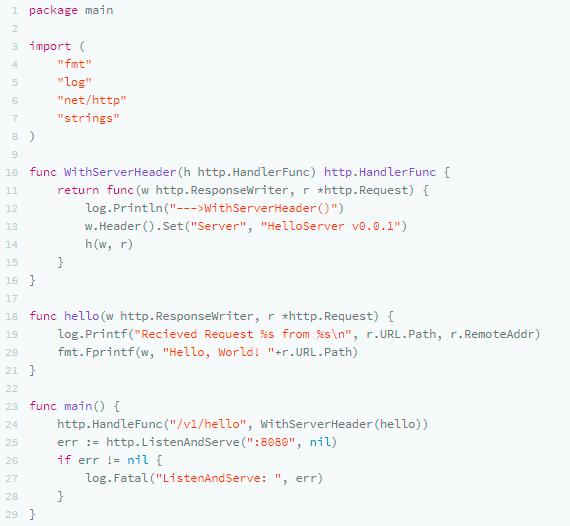 1 package main
2
3 import (
4     "fmt"
5     "log"
6     "net/http"
7     "strings"
8 )
9
10 func WithServerHeader(h http.HandlerFunc) http.HandlerFunc {
11     return func(w http.ResponseWriter, r *http.Request) {
12         log.Println("--->WithServerHeader()")
13         w.Header().Set("Server", "HelloServer v0.0.1")
14         h(w, r)
15     }
16 }
17
18 func hello(w http.ResponseWriter, r *http.Request) {
19     log.Printf("Recieved Request %s from %s\n", r.URL.Path, r.RemoteAddr)
20     fmt.Fprintf(w, "Hello, World! "+r.URL.Path)
21 }
22
23 func main() {
24     http.HandleFunc("/v1/hello", WithServerHeader(hello))
25     err := http.ListenAndServe(":8080", nil)
26     if err != nil {
27         log.Fatal("ListenAndServe: ", err)
28     }
29 }